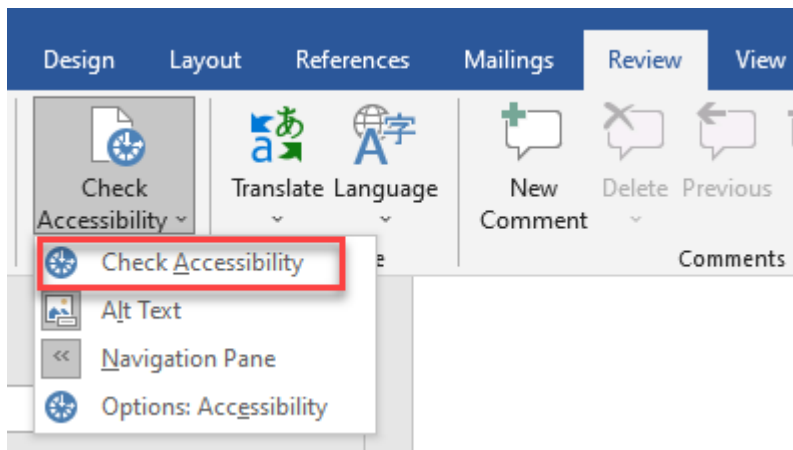 Design Layout References Mailings Review View
Check Accessibility
Translate
Language
New Comment
Delete
Previous
Comments
Check Accessibility
Alt Text
Navigation Pane
Options: Accessibility